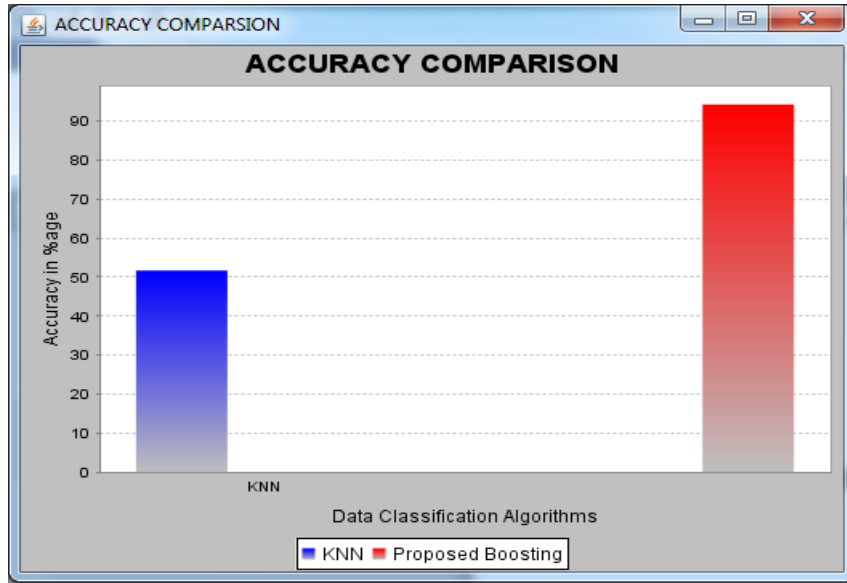 ACCURACY COMPARSION
ACCURACY COMPARISON
Accuracy in %age
90
80
70
60
50
40
30
20
10
0
KNN
Data Classification Algorithms
KNN Proposed Boosting